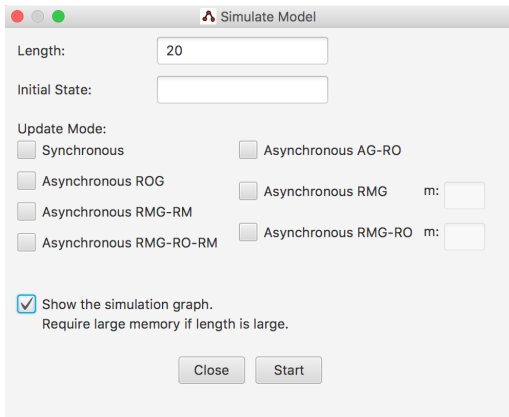 Simulate Model
Length: 20
Initial State:
Update Mode:
Synchronous
Asynchronous AG-RO
Asynchronous ROG
Asynchronous RMG m:
Asynchronous RMG-RM
Asynchronous RMG-RO m:
Asynchronous RMG-RO-RM
Show the simulation graph.
Require large memory if length is large.
Close Start